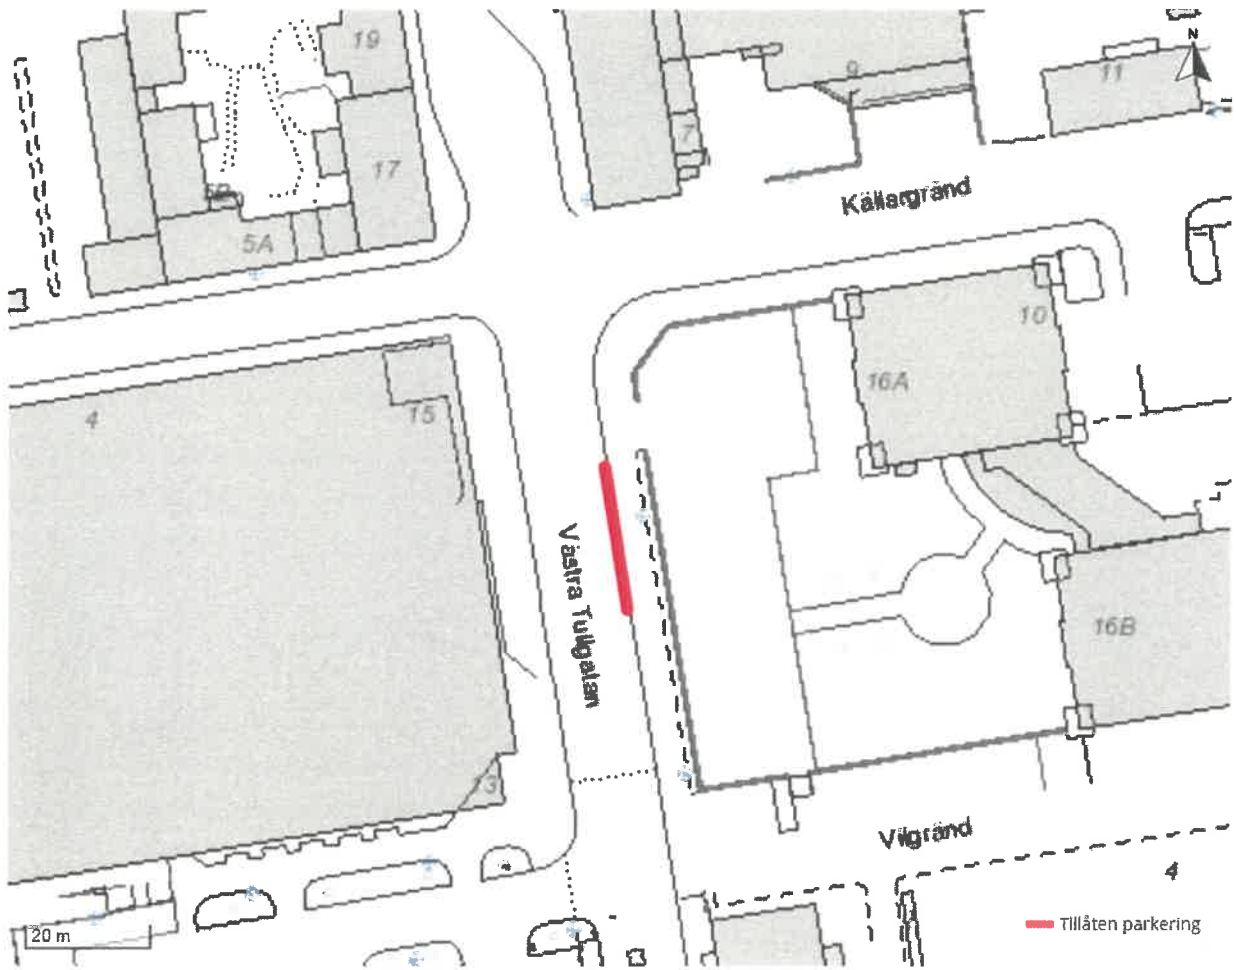 19
N
9
11
7
17
5B
Källargränd
5A
10
16A
4
15
Västra Tullgatan
16B
13
Vilgränd
4
20 m
Tillåten parkering